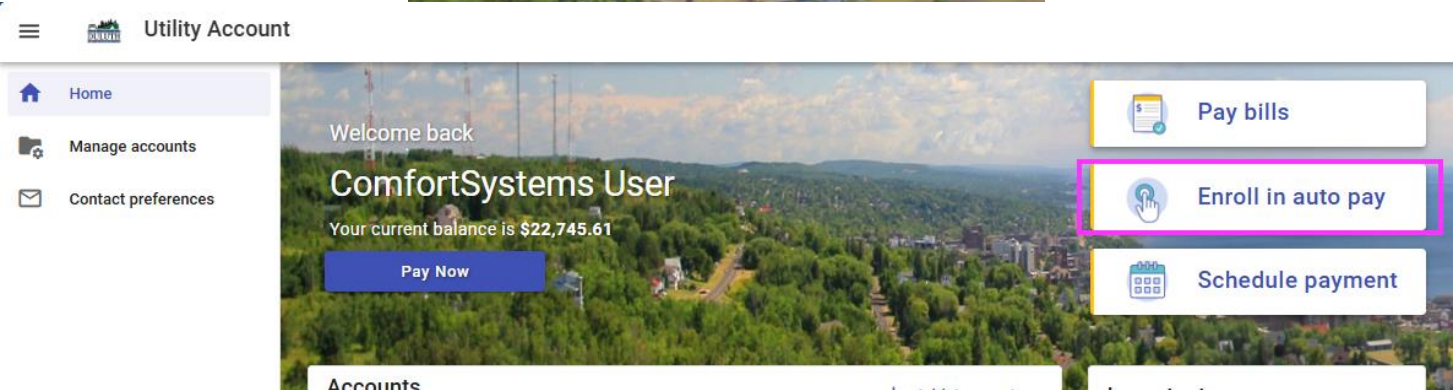 Utility Account
DULUTH
Home
Manage accounts
Contact preferences
Welcome back
ComfortSystems User
Your current balance is $22,745.61
Pay Now
Pay bills
Enroll in auto pay
Schedule payment
Accounts